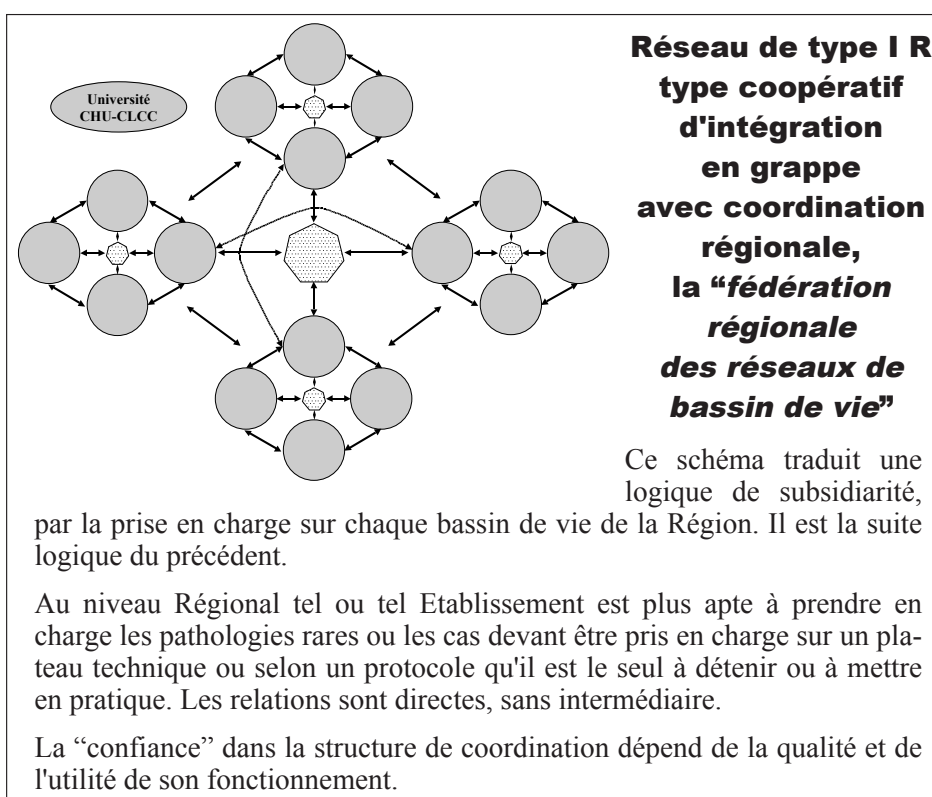 Université
CHU-CLCC
Réseau de type I R
type coopératif
d'intégration
en grappe
avec coordination
régionale,
la “fédération
régionale
des réseaux de
bassin de vie”
Ce schéma traduit une
logique de subsidiarité,
par la prise en charge sur chaque bassin de vie de la Région. Il est la suite
logique du précédent.
Au niveau Régional tel ou tel Etablissement est plus apte à prendre en
charge les pathologies rares ou les cas devant être pris en charge sur un pla-
teau technique ou selon un protocole qu'il est le seul à détenir ou à mettre
en pratique. Les relations sont directes, sans intermédiaire.
La “confiance” dans la structure de coordination dépend de la qualité et de
l'utilité de son fonctionnement.